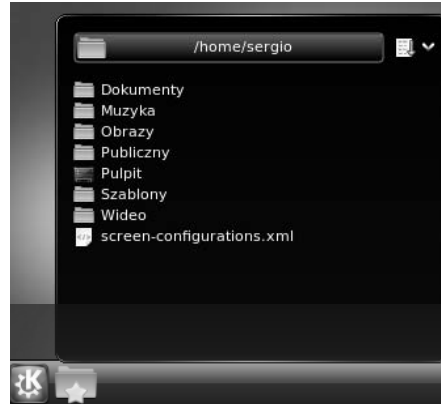 /home/sergio
Dokumenty
Muzyka
Obrazy
Publiczny
Pulpit
Szablony
Wideo
screen-configurations.xml